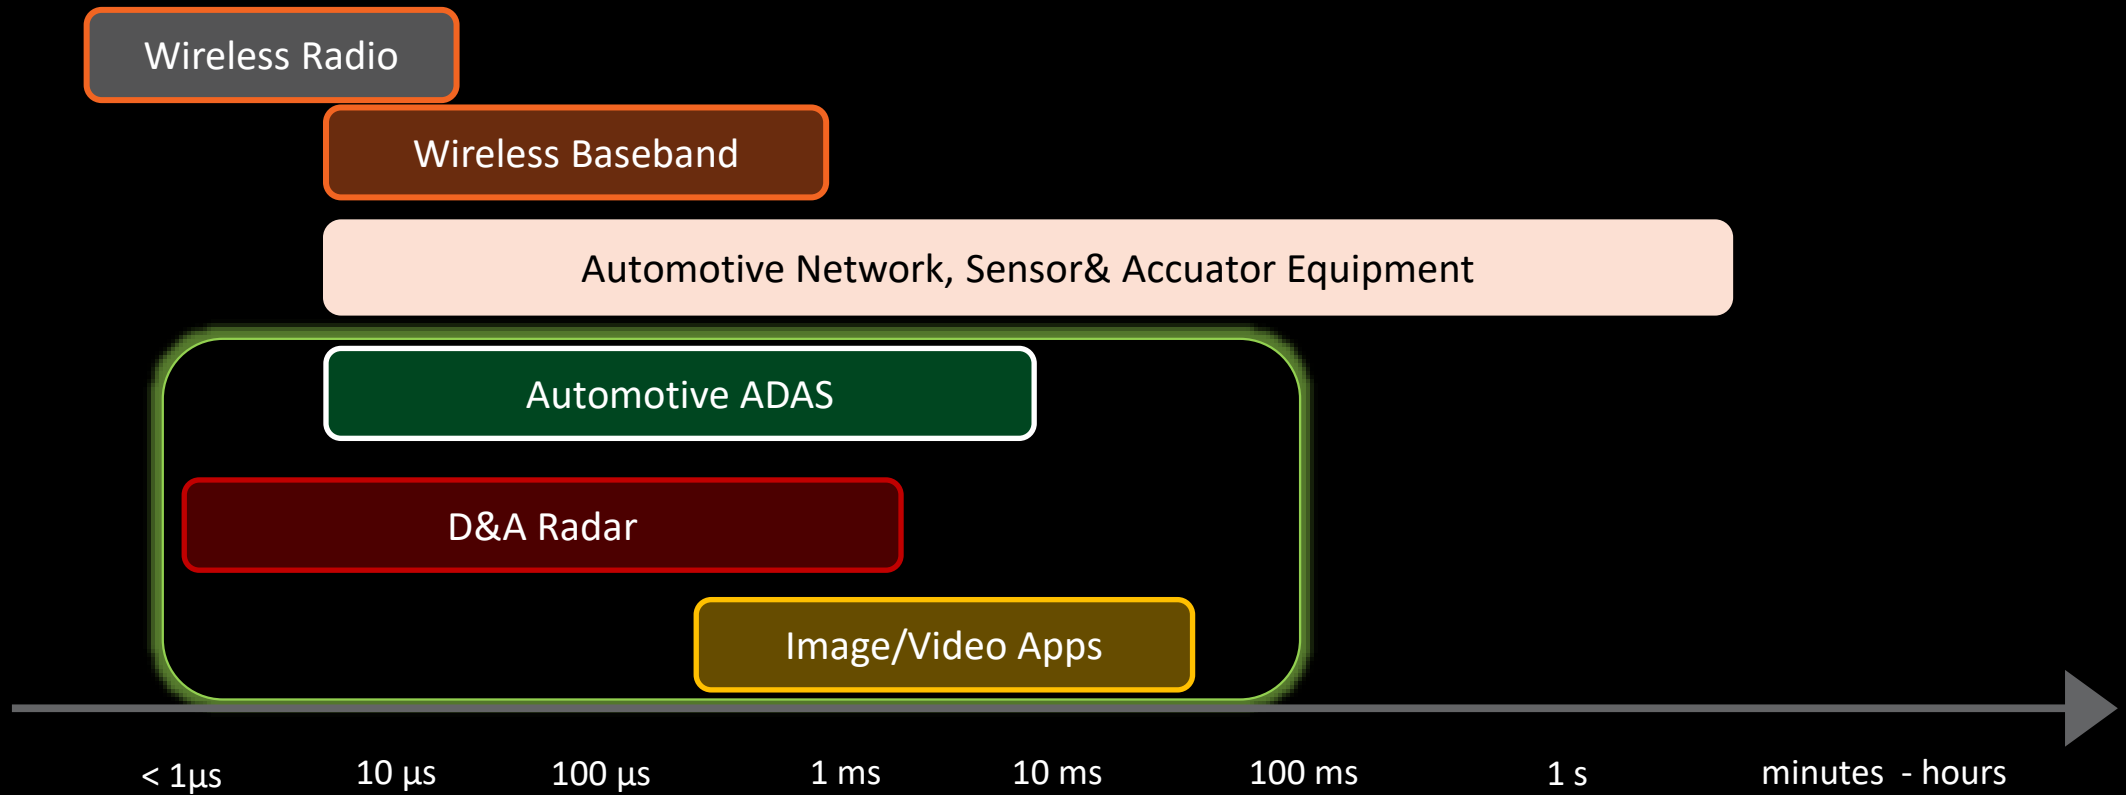 Wireless Radio
Wireless Baseband
Automotive Network, Sensor& Accuator Equipment
Automotive ADAS
D&A Radar
Image/Video Apps
< 1µs
10 µs
100 µs
1 ms
10 ms
100 ms
1 s
minutes - hours